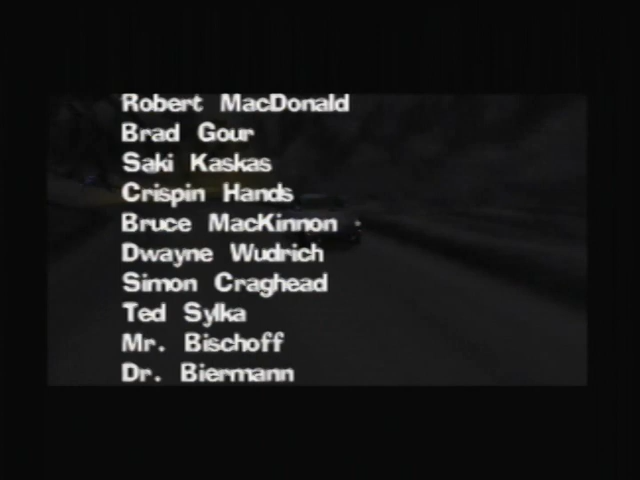 Robert MacDonald
Brad Gour
Saki Kaskas
Crispin Hands
Bruce MacKinnon
Dwayne Wudrich
Simon Craghead
Ted Sylka
Mr. Bischoff
Dr. Biermann